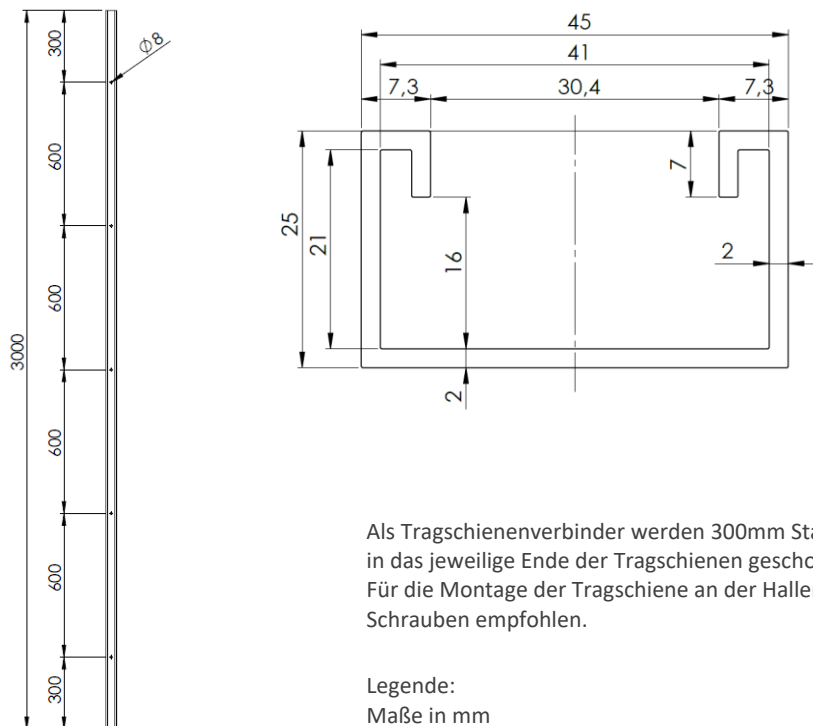 3000
300
Ø8
600
600
600
600
300
45
41
7,3
30,4
7,3
25
21
16
7
2
2
Als Tragschienenverbinder werden 300mm
in das jeweilige Ende der Tragschienen
Für die Montage der Tragschiene an der
Schrauben empfohlen.
Legende:
Maße in mm